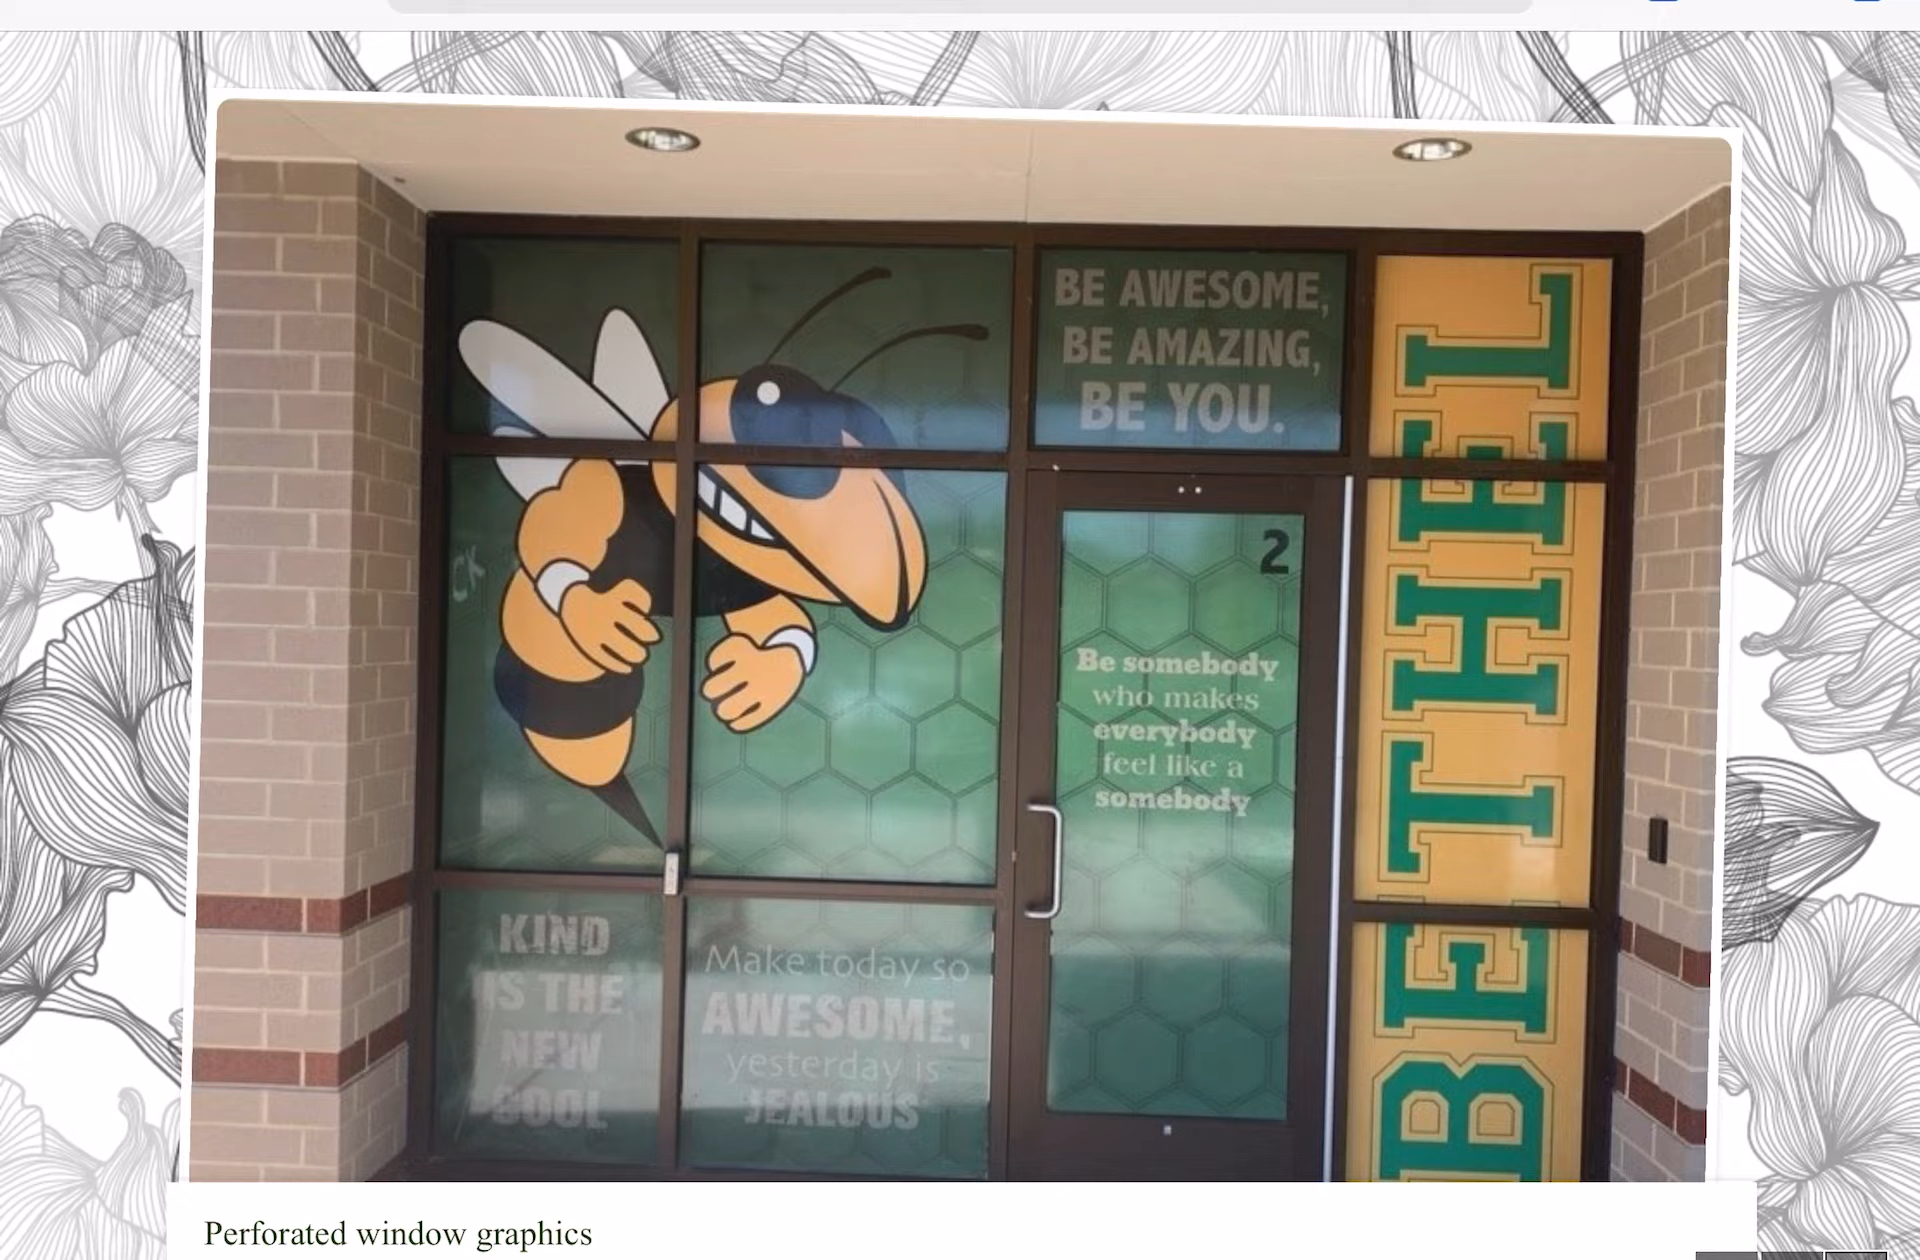 BE AWESOME,
BE AMAZING,
BE YOU.
2
Be somebody
who makes
everybody
feel like a
somebody
BETHEL
CK
KIND
IS THE
NEW
COOL
Make today so
AWESOME,
yesterday is
JEALOUS
Perforated window graphics